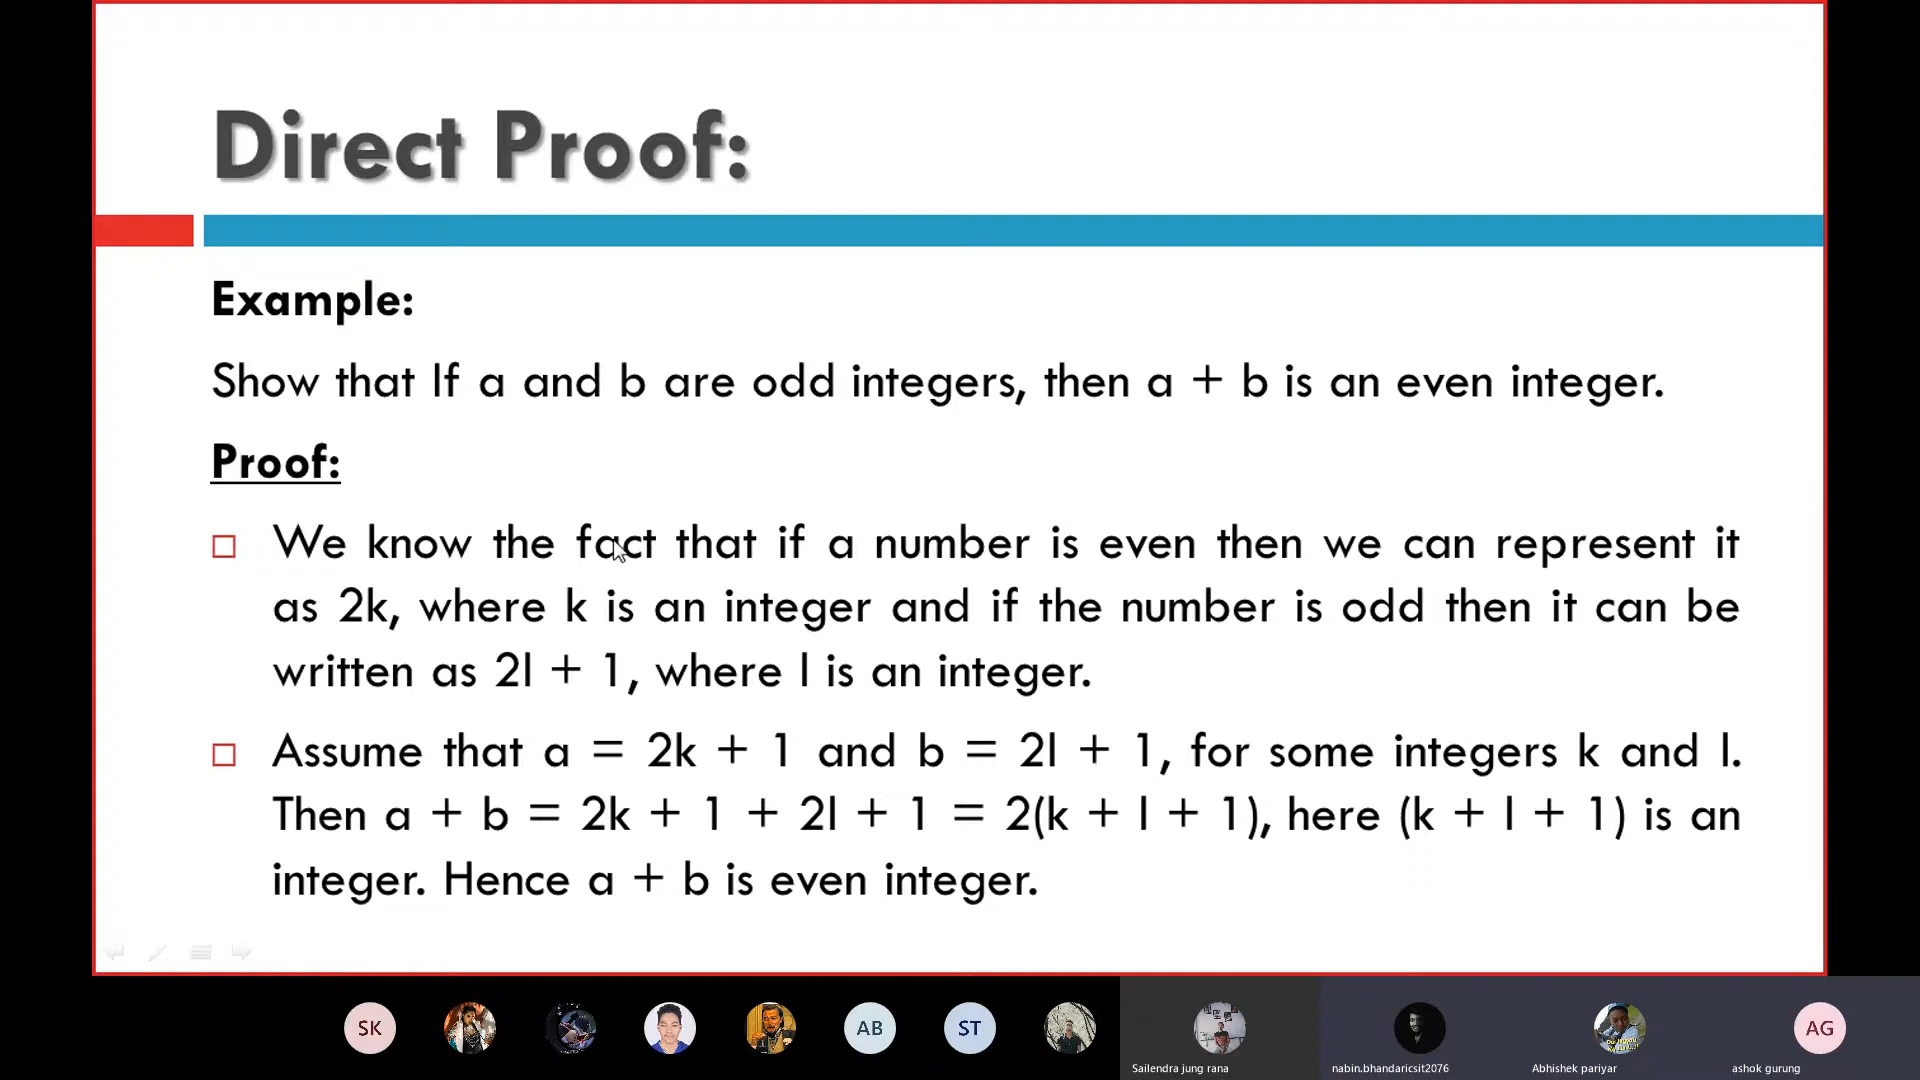 Direct Proof:
Example:
Show that If a and b are odd integers, then a + b is an even integer.
Proof:
We know the fact that if a number is even then we can represent it
as 2k, where k is an integer and if the number is odd then it can be
written as 2l + 1, where l is an integer.
Assume that a = 2k + 1 and b = 2l + 1, for some integers k and l.
Then a + b = 2k + 1 + 2l + 1 = 2(k + l + 1), here (k + l + 1) is an
integer. Hence a + b is even integer.
SK
AB
ST
AG
Sailendra jung rana
nabin.bhandaricsit2076
Abhishek pariyar
ashok gurung